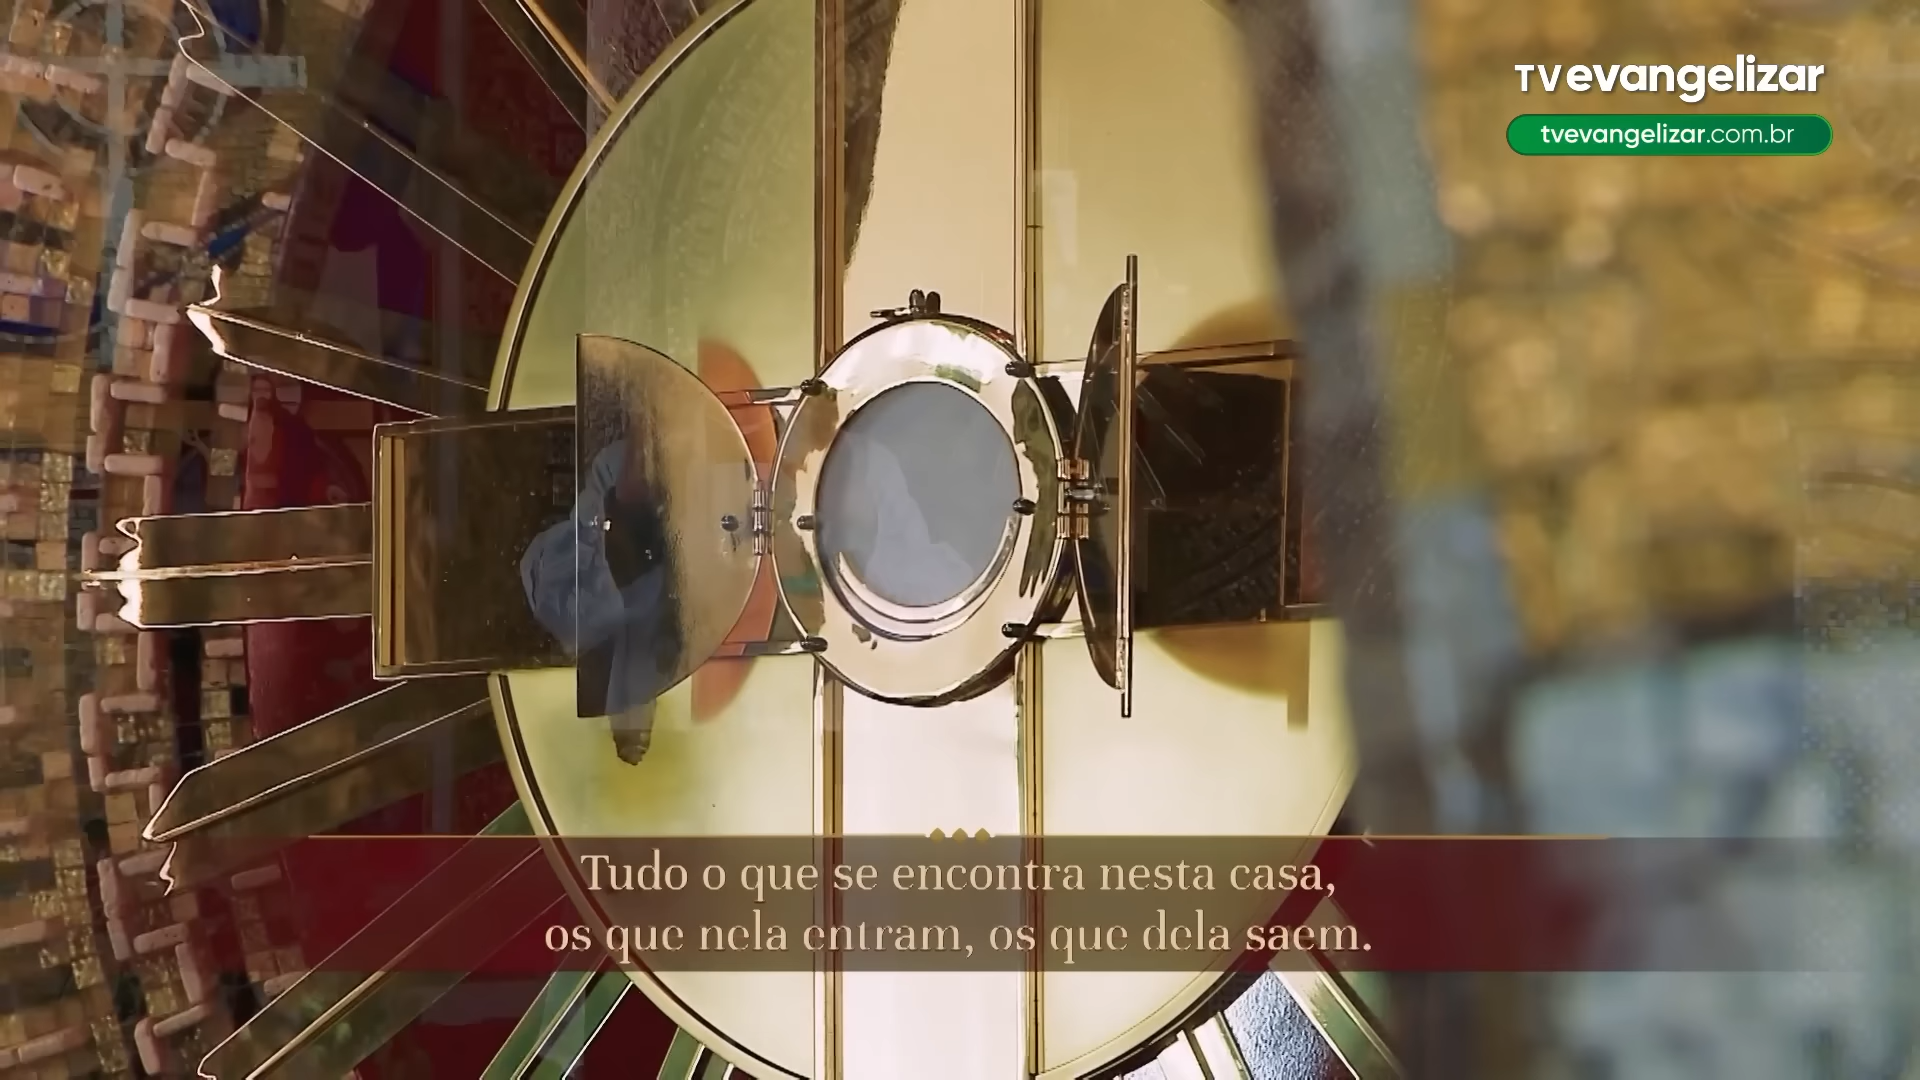 TVevangelizar
tvevangelizar.com.br
Tudo o que se encontra nesta casa,
os que nela entram, os que dela saem.